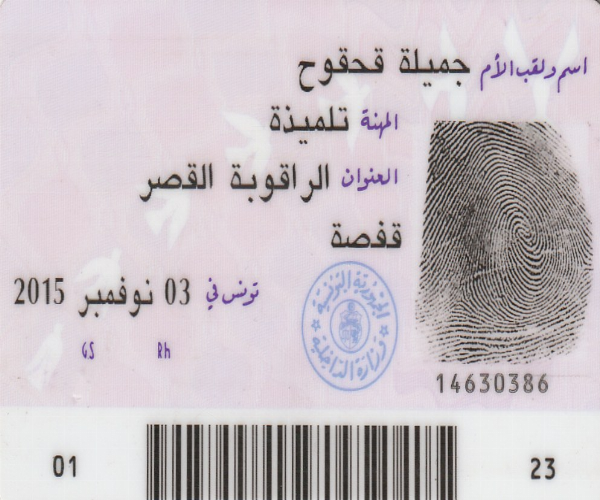 اسم ولقب الأم جميلة قحقوح
المهنة تلميذة
العنوان الراقوبة القصر
قفصة
تونس في 03 نوفمبر 2015
GS Rh
الجمهورية التونسية
وزارة الداخلية
14630386
01 23